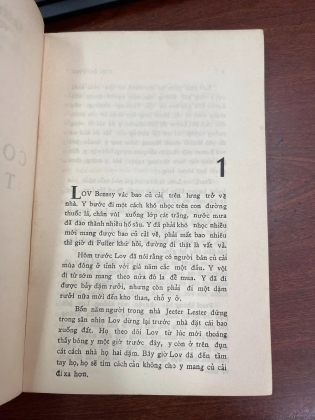 CO
T
1
LOV Bensey vác bao củ cải trên lưng trở về
nhà. Y bước đi một cách khó nhọc trên con đường
thuốc lá, chân vùi xuống lớp cát trắng, nước mưa
đã đào thành nhiều hố sâu. Y đã phải khó nhọc nhiều
mới mang được bao củ cải về, phải mất bao nhiêu
thì giờ đi Fuller khứ hồi, đường đi thật là vất vả.
Hôm trước Lov đã nói rằng có người bán củ cải
mùa đông ở tỉnh với giá năm cắc một đấu. Y vội
đi từ sớm mang theo nửa đô la để mua. Y đã đi
được bảy dặm rưỡi, nhưng còn phải đi một dặm
rưỡi nữa mới đến kho than, chỗ y ở.
Bốn năm người trong nhà Jeeter Lester đứng
trong sân nhìn Lov dừng lại trước nhà đặt cái bao
xuống đất. Họ theo dõi Lov từ lúc mới thoáng
thấy bóng y một giờ trước đây, y còn ở trên đụn
cát cách nhà họ hai dặm. Bây giờ Lov đã đến tầm
tay họ, họ sẽ tìm cách cản không cho y mang củ cải
đi xa hơn.